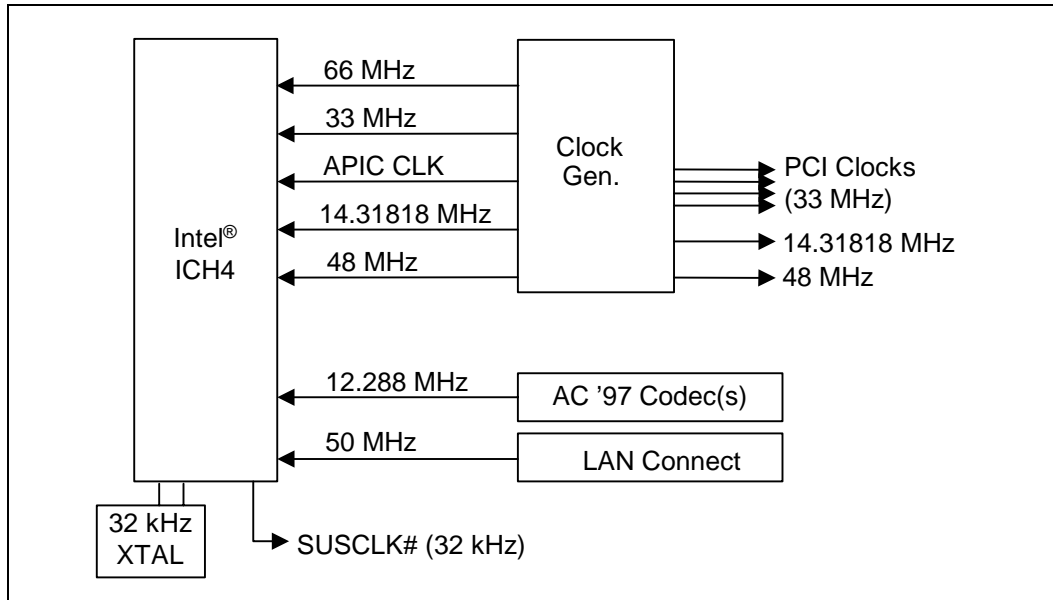 66 MHz
33 MHz
APIC CLK
14.31818 MHz
48 MHz
Intel®
ICH4
Clock
Gen.
PCI Clocks
(33 MHz)
14.31818 MHz
48 MHz
12.288 MHz
AC ’97 Codec(s)
50 MHz
LAN Connect
32 kHz
XTAL
SUSCLK# (32 kHz)